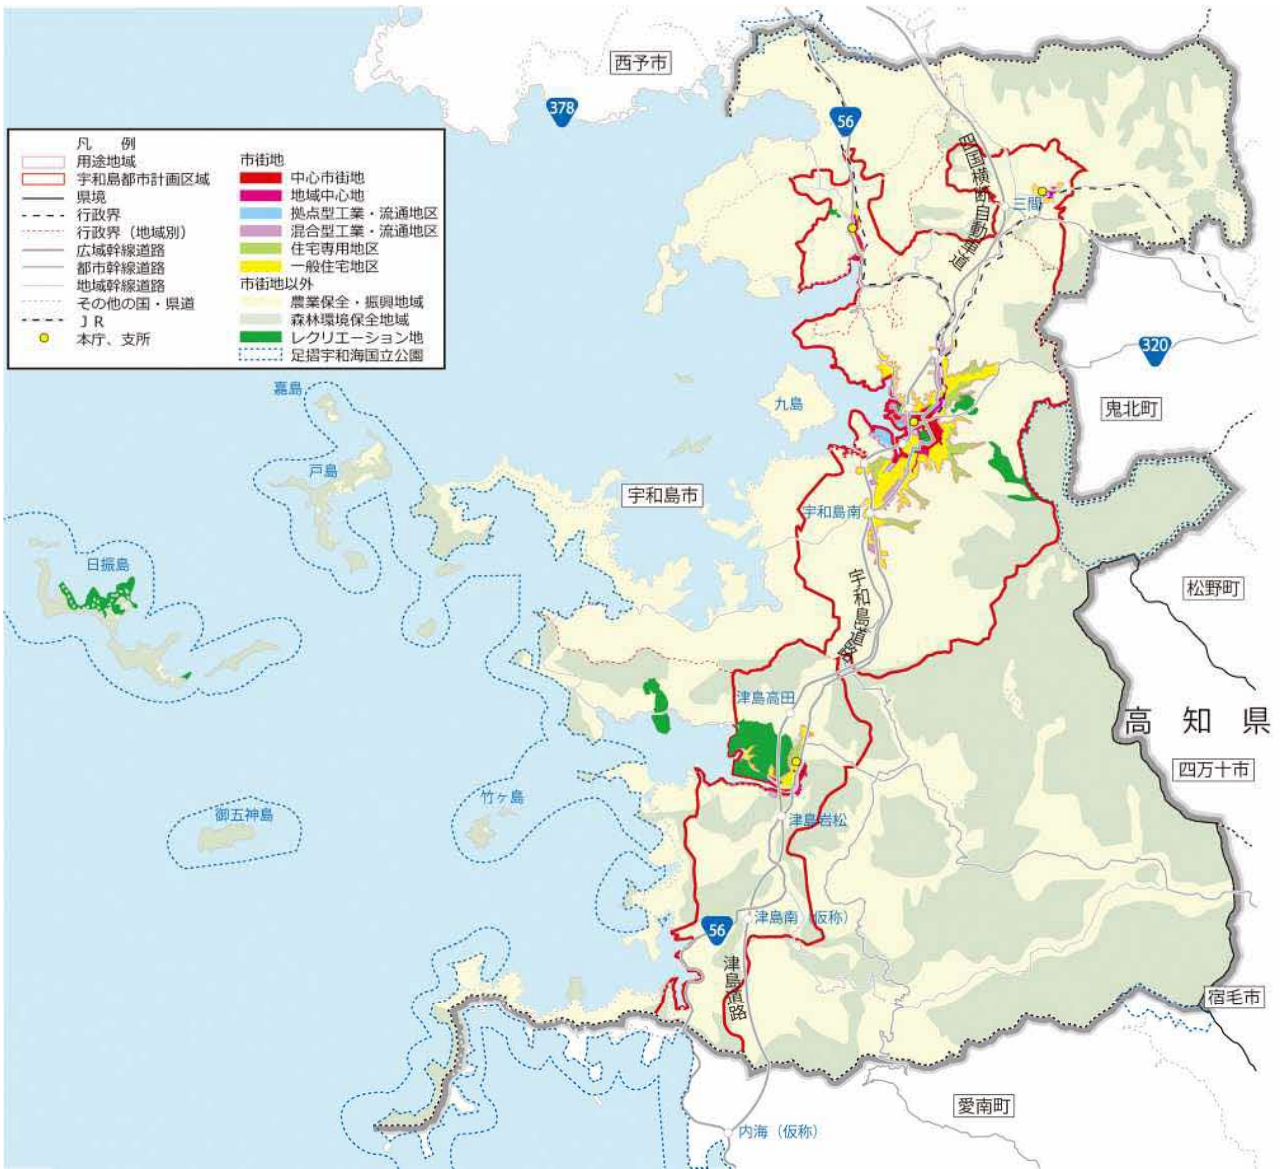 西予市
378
56
四国横断自動車道
三間
凡 例
用途地域
宇和島都市計画区域
県境
行政界
行政界（地域別）
広域幹線道路
都市幹線道路
地域幹線道路
その他の国・県道
ＪＲ
本庁、支所
市街地
中心市街地
地域中心地
拠点型工業・流通地区
混合型工業・流通地区
住宅専用地区
一般住宅地区
市街地以外
農業保全・振興地域
森林環境保全地域
レクリエーション地
足摺宇和海国立公園
320
嘉島
九島
鬼北町
戸島
宇和島市
宇和島南
日振島
松野町
宇和島道路
津島高田
高知県
四万十市
竹ヶ島
御五神島
津島岩松
津島南（仮称）
56
津島道路
宿毛市
愛南町
内海（仮称）